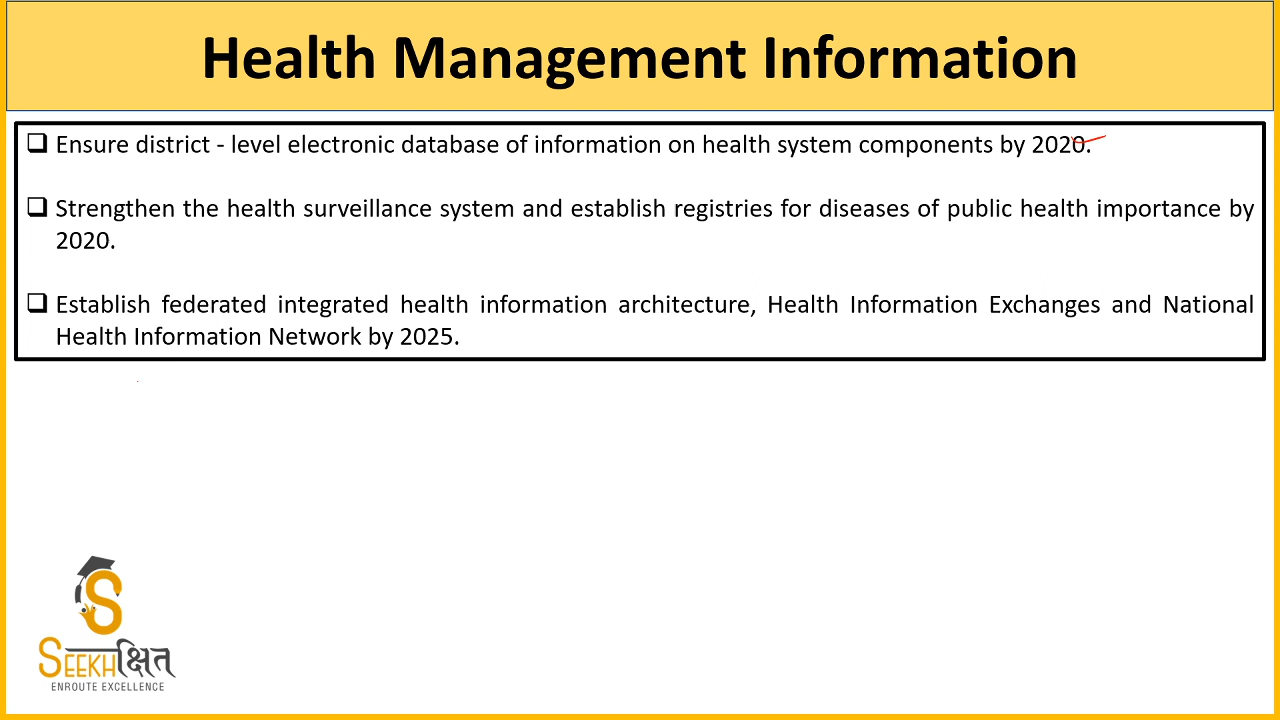 Health Management Information
❑ Ensure district - level electronic database of information on health system components by 2020.
❑ Strengthen the health surveillance system and establish registries for diseases of public health importance by
2020.
❑ Establish federated integrated health information architecture, Health Information Exchanges and National
Health Information Network by 2025.
S
SEEKHक्षित
ENROUTE EXCELLENCE